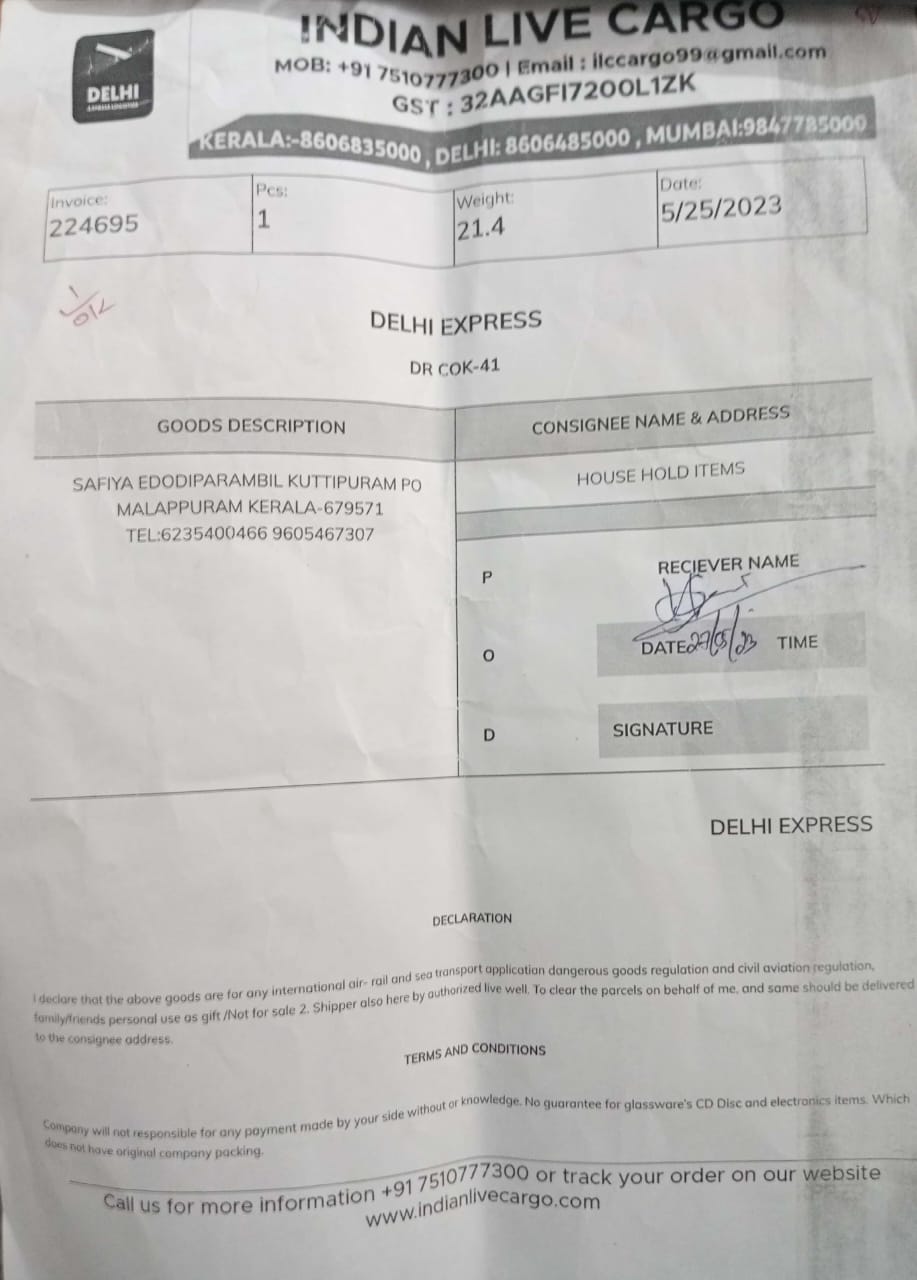 INDIAN LIVE CARGO
DELHI
MOB: +91 7510777300 | Email : ilccargo99@gmail.com
GST : 32AAGFI7200L1ZK
KERALA:-8606835000 , DELHI: 8606485000 , MUMBAI:9847785000
Invoice: Pcs: Weight: Date:
224695 1 21.4 5/25/2023
1/012
DELHI EXPRESS
DR COK-41
GOODS DESCRIPTION CONSIGNEE NAME & ADDRESS
SAFIYA EDODIPARAMBIL KUTTIPURAM PO HOUSE HOLD ITEMS
MALAPPURAM KERALA-679571
TEL:6235400466 9605467307
P RECIEVER NAME
O DATE 27/05/23 TIME
D SIGNATURE
DELHI EXPRESS
DECLARATION
I declare that the above goods are for any international air- rail and sea transport application dangerous goods regulation and civil aviation regulation,
family/friends personal use as gift /Not for sale 2. Shipper also here by authorized live well. To clear the parcels on behalf of me, and same should be delivered
to the consignee address.
TERMS AND CONDITIONS
Company will not responsible for any payment made by your side without or knowledge. No guarantee for glassware's CD Disc and electronics items. Which
does not have original company packing.
Call us for more information +91 7510777300 or track your order on our website
www.indianlivecargo.com